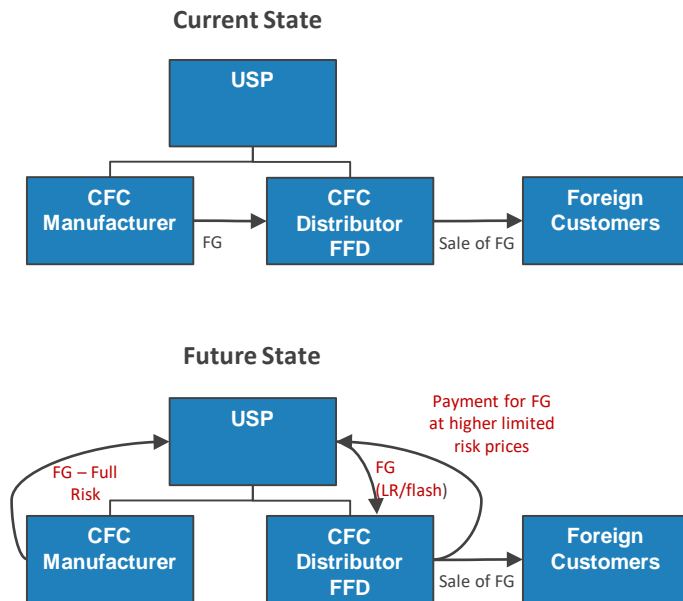 Current State
USP
CFC
Manufacturer
FG
CFC
Distributor
FFD
Sale of FG
Foreign
Customers
Future State
USP
Payment for FG
at higher limited
risk prices
FG – Full
Risk
FG
(LR/flash)
CFC
Manufacturer
CFC
Distributor
FFD
Sale of FG
Foreign
Customers